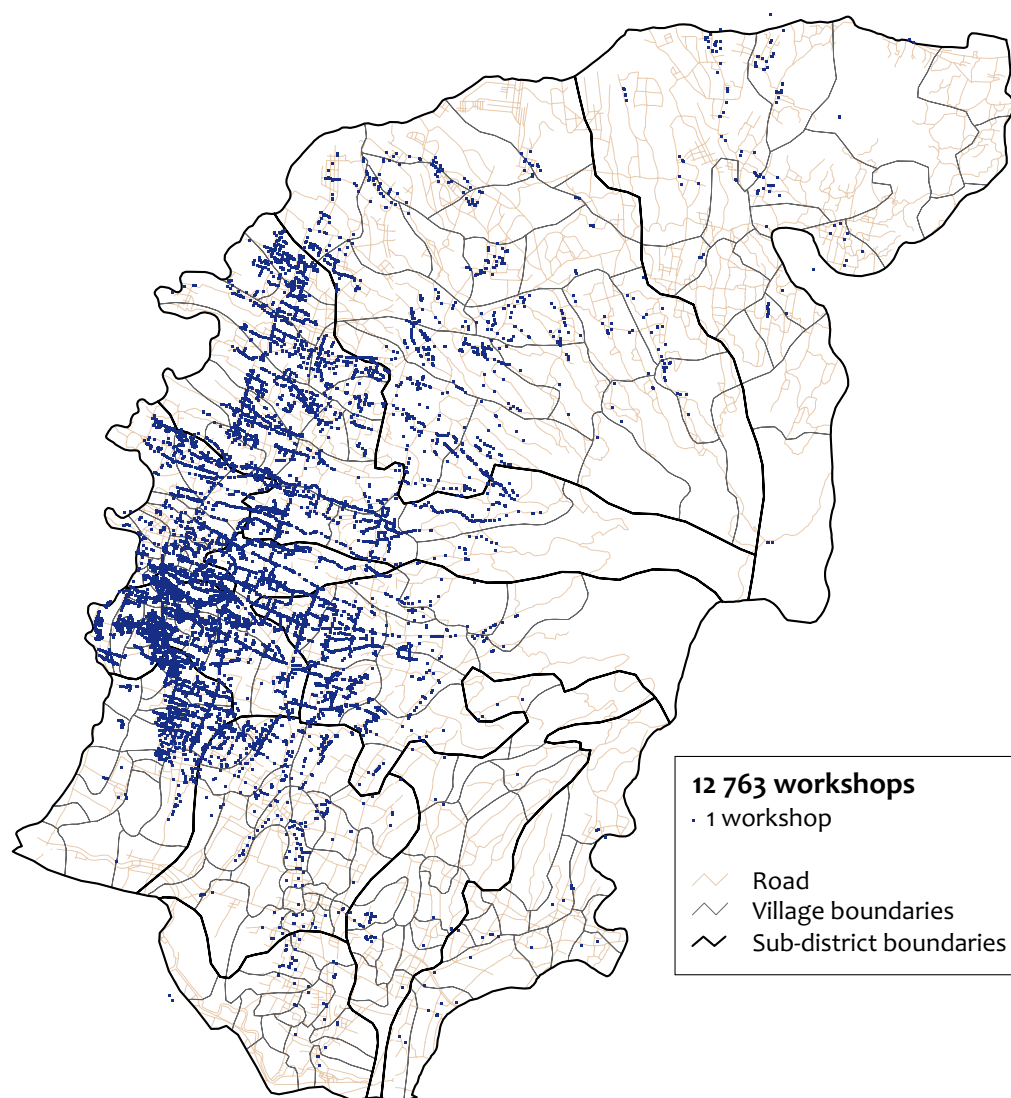 12 763 workshops
1 workshop
Road
Village boundaries
Sub-district boundaries